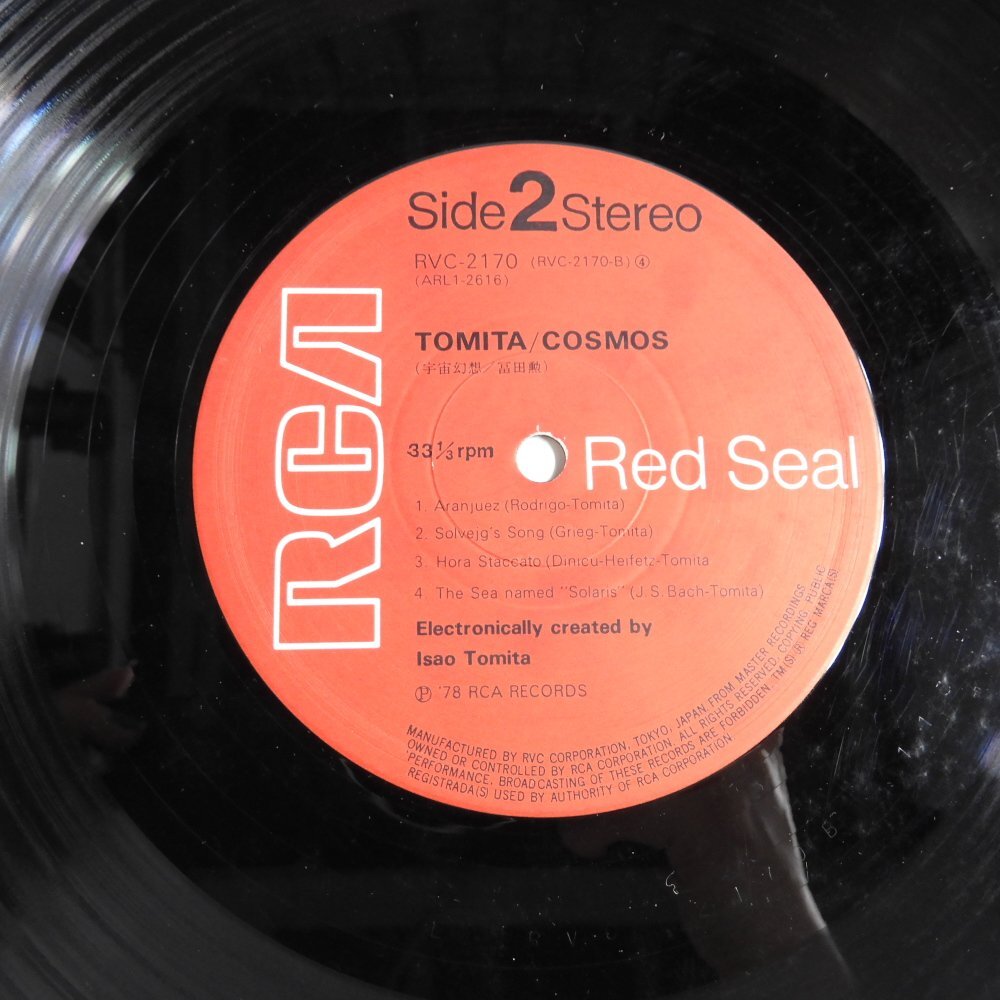 Side 2 Stereo
RVC-2170 (RVC-2170-B) ④
(ARL1-2616)
TOMITA/COSMOS
(宇宙幻想/冨田勲)
33⅓ rpm
Red Seal
RCA
1. Aranjuez (Rodrigo-Tomita)
2. Solvejg's Song (Grieg-Tomita)
3. Hora Staccato (Dinicu-Heifetz-Tomita
4. The Sea named "Solaris" (J.S. Bach-Tomita)
Electronically created by
Isao Tomita
Ⓟ '78 RCA RECORDS
MANUFACTURED BY RVC CORPORATION, TOKYO, JAPAN, FROM MASTER RECORDINGS
OWNED OR CONTROLLED BY RCA CORPORATION. ALL RIGHTS RESERVED. COPYING, PUBLIC
PERFORMANCE, BROADCASTING OF THESE RECORDS ARE FORBIDDEN. TM(S) ® REG MARCA(S)
REGISTRADA(S) USED BY AUTHORITY OF RCA CORPORATION.